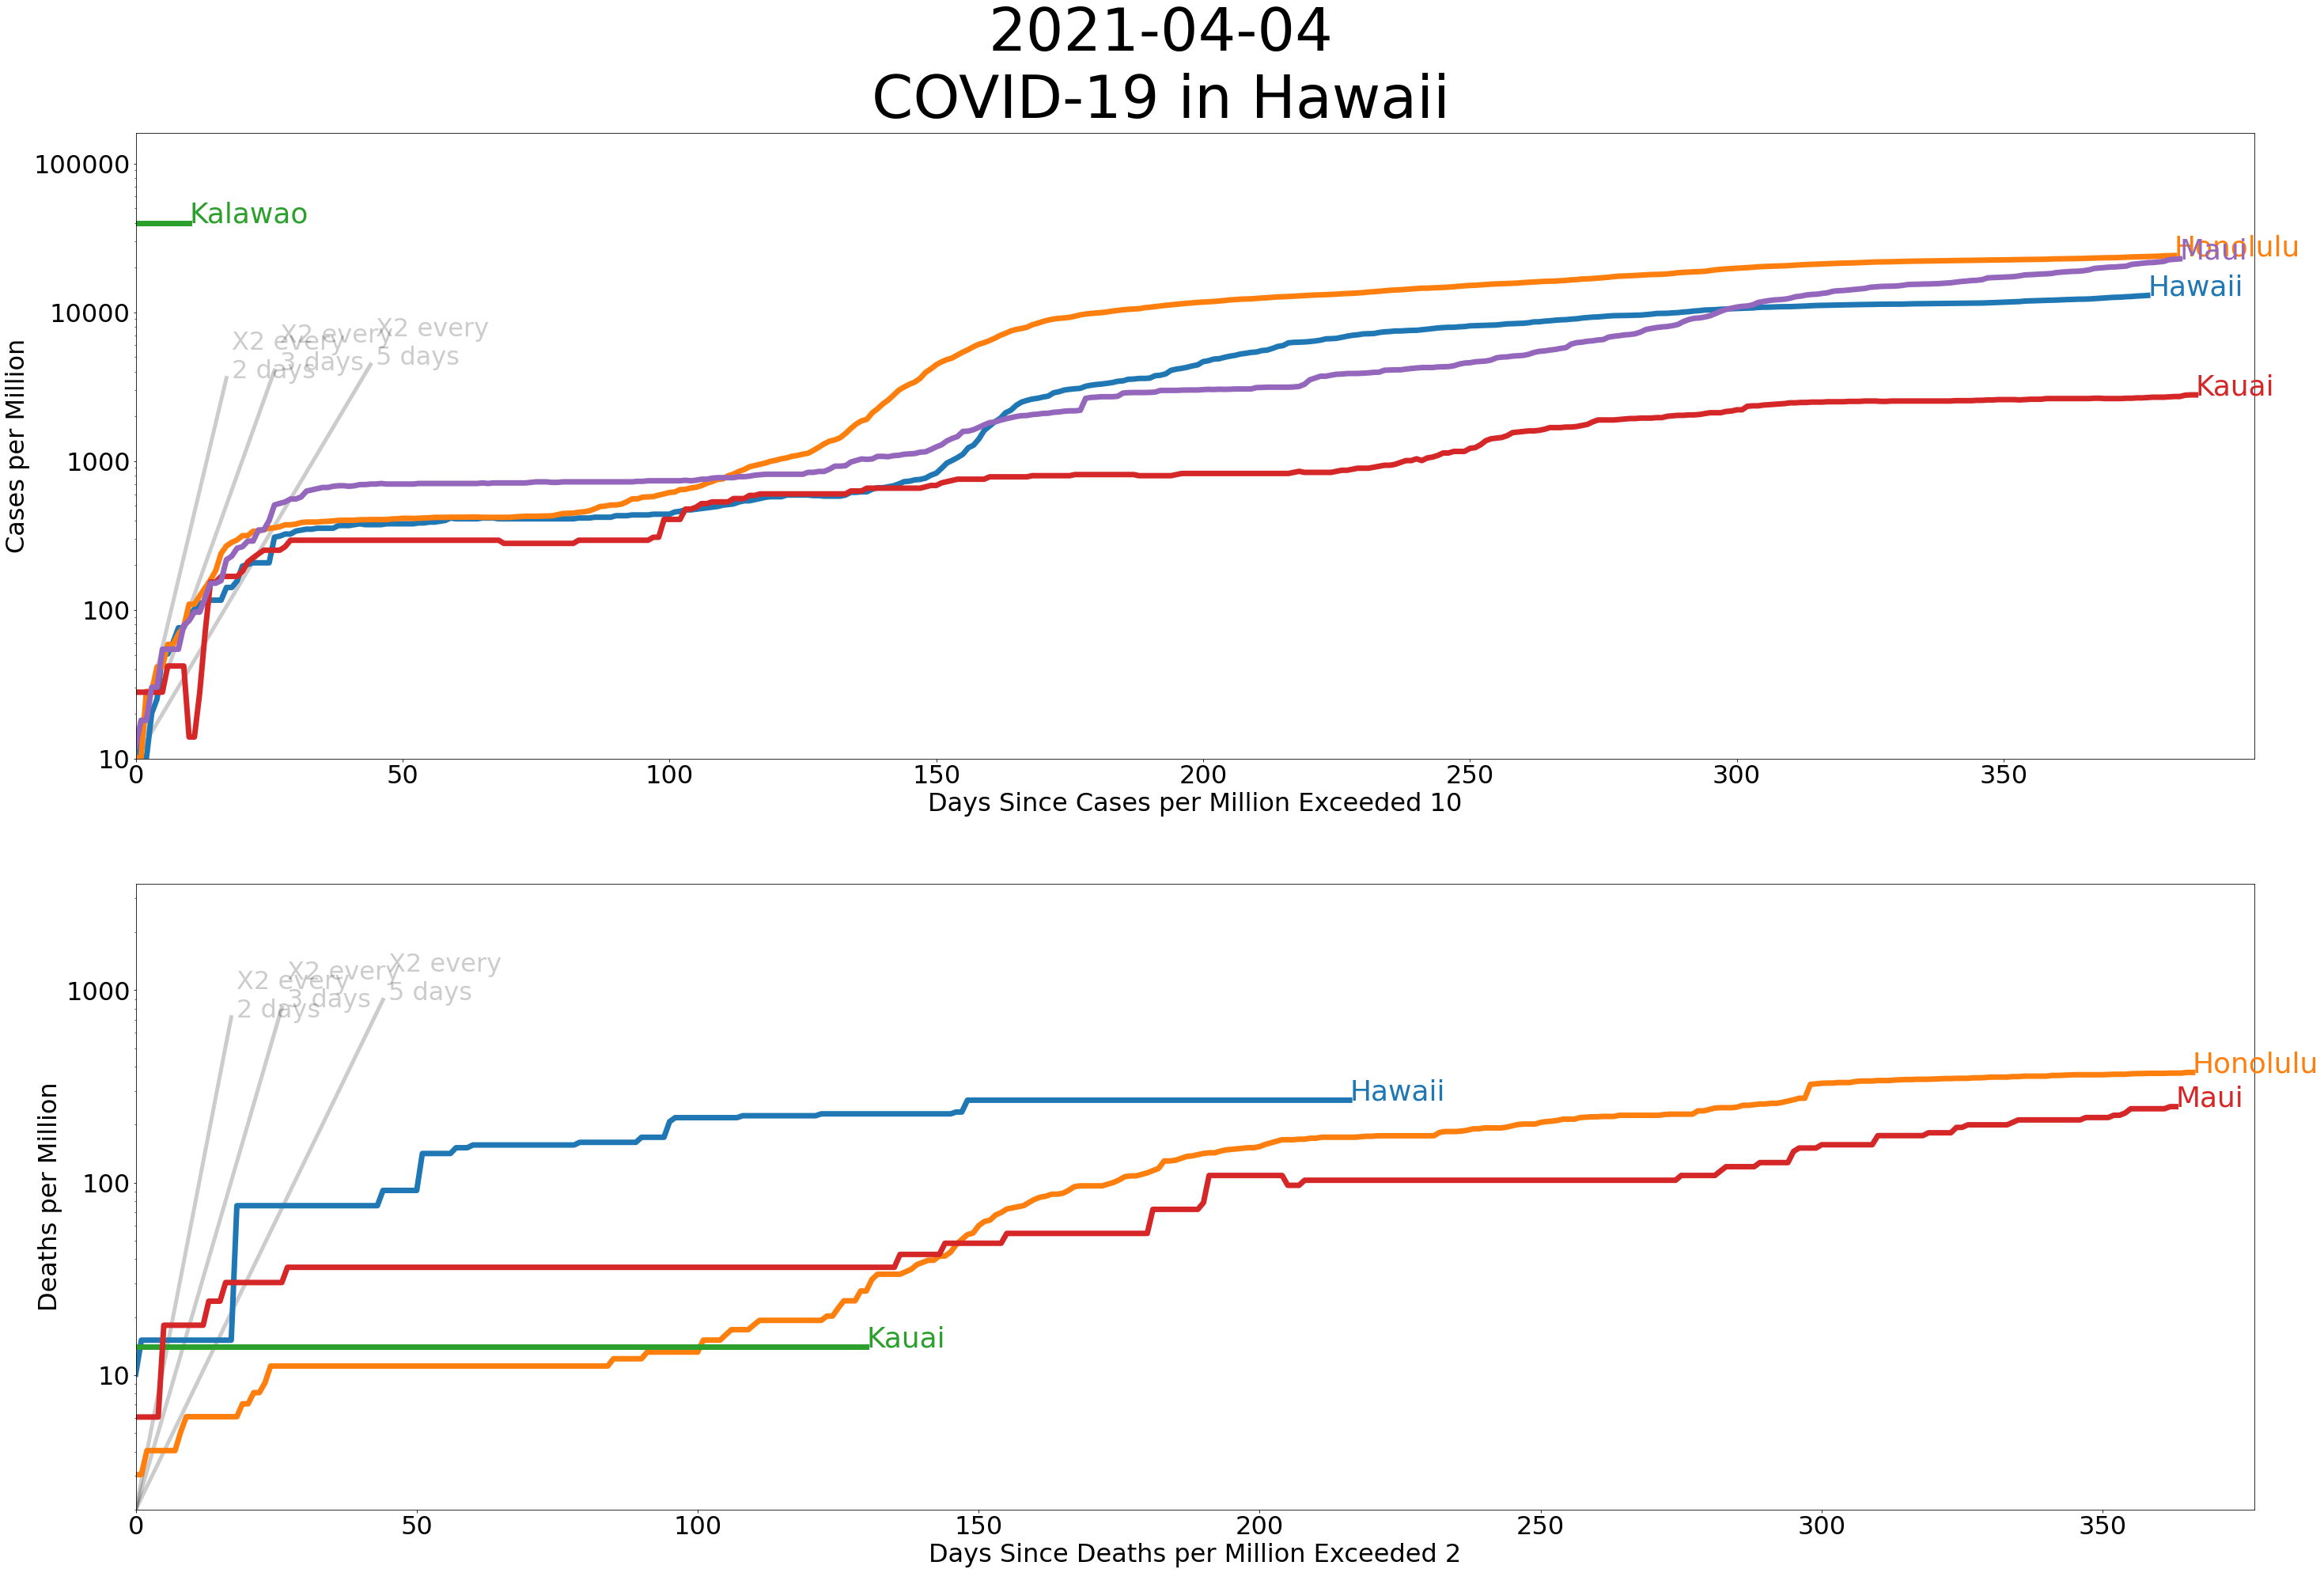 2021-04-04
COVID-19 in Hawaii
100000
10000
1000
100
10
Cases per Million
Kalawao
Honolulu
Maui
Hawaii
Kauai
X2 every
2 days
X2 every
3 days
X2 every
5 days
0
50
100
150
200
250
300
350
Days Since Cases per Million Exceeded 10
1000
100
10
Deaths per Million
X2 every
2 days
X2 every
3 days
X2 every
5 days
Honolulu
Hawaii
Maui
Kauai
0
50
100
150
200
250
300
350
Days Since Deaths per Million Exceeded 2